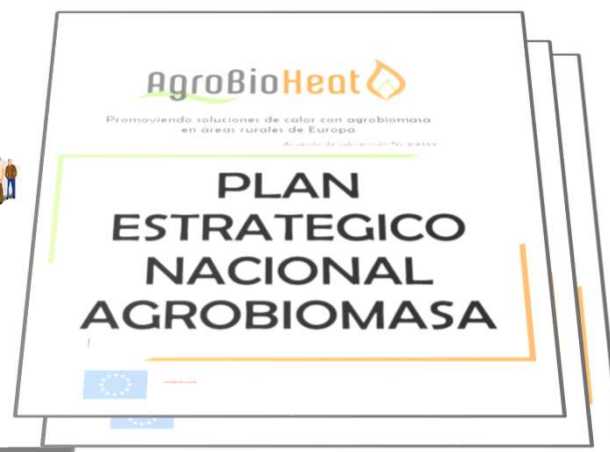 AgroBioHeat
Promoviendo soluciones de calor con agrobiomasa
en áreas rurales de Europa
PLAN
ESTRATEGICO
NACIONAL
AGROBIOMASA